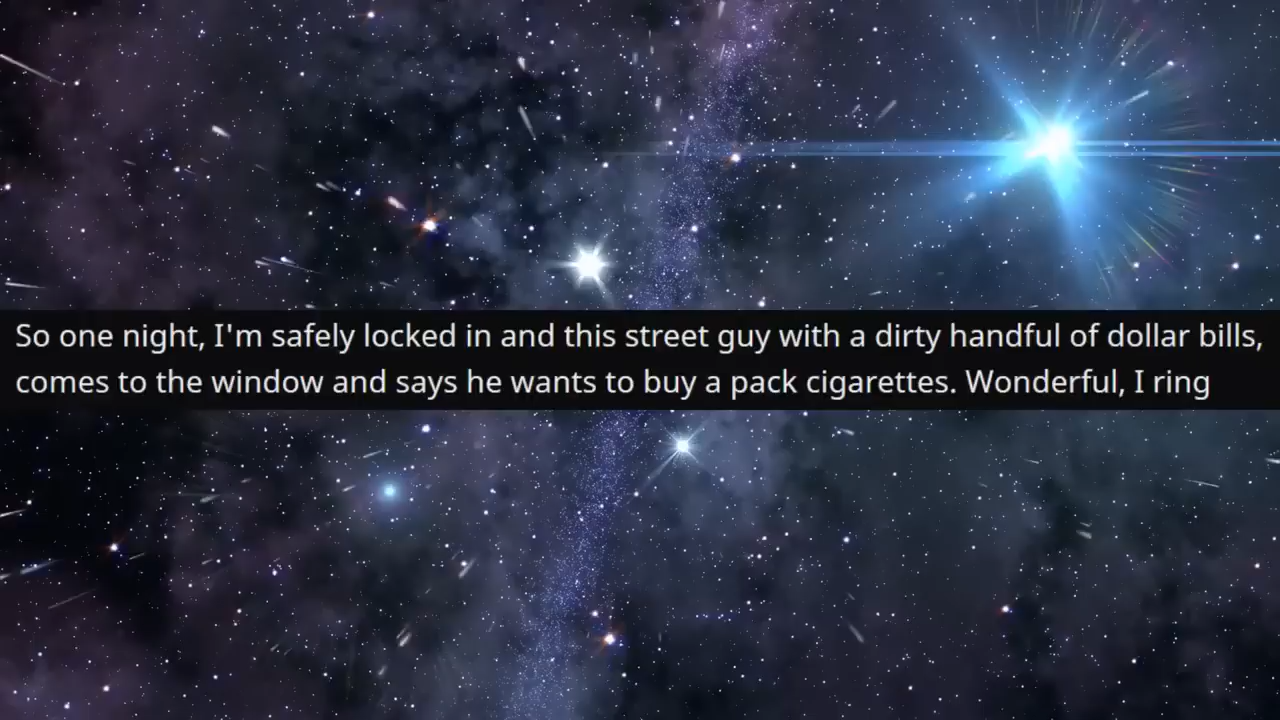 So one night, I'm safely locked in and this street guy with a dirty handful of dollar bills,
comes to the window and says he wants to buy a pack cigarettes. Wonderful, I ring